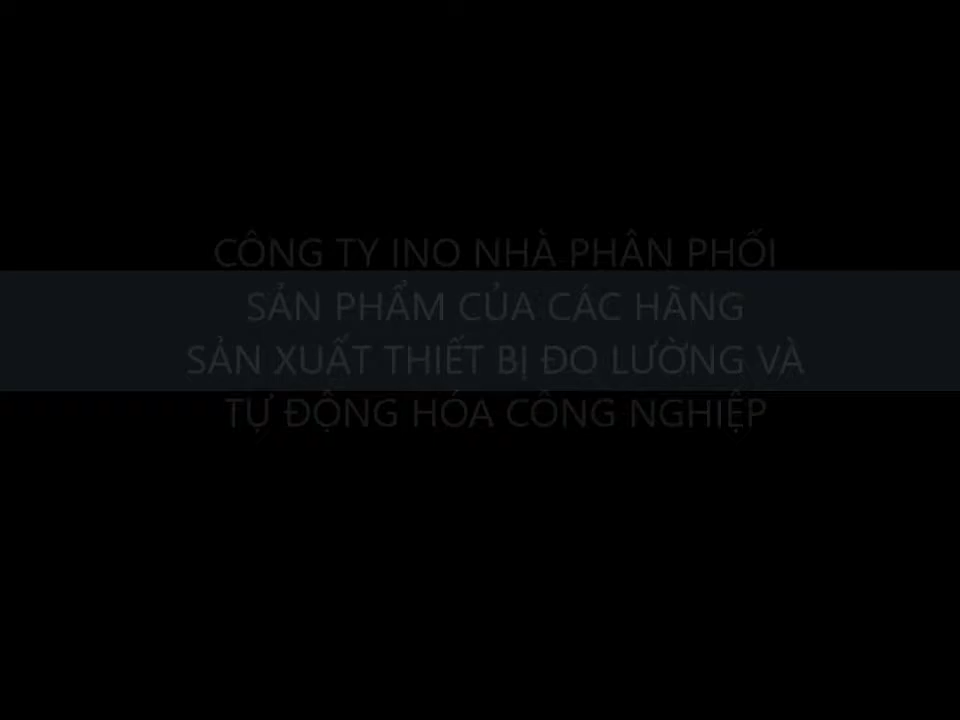 CÔNG TY INO NHÀ PHÂN PHỐI
SẢN PHẨM CỦA CÁC HÃNG
SẢN XUẤT THIẾT BỊ ĐO LƯỜNG VÀ
TỰ ĐỘNG HÓA CÔNG NGHIỆP